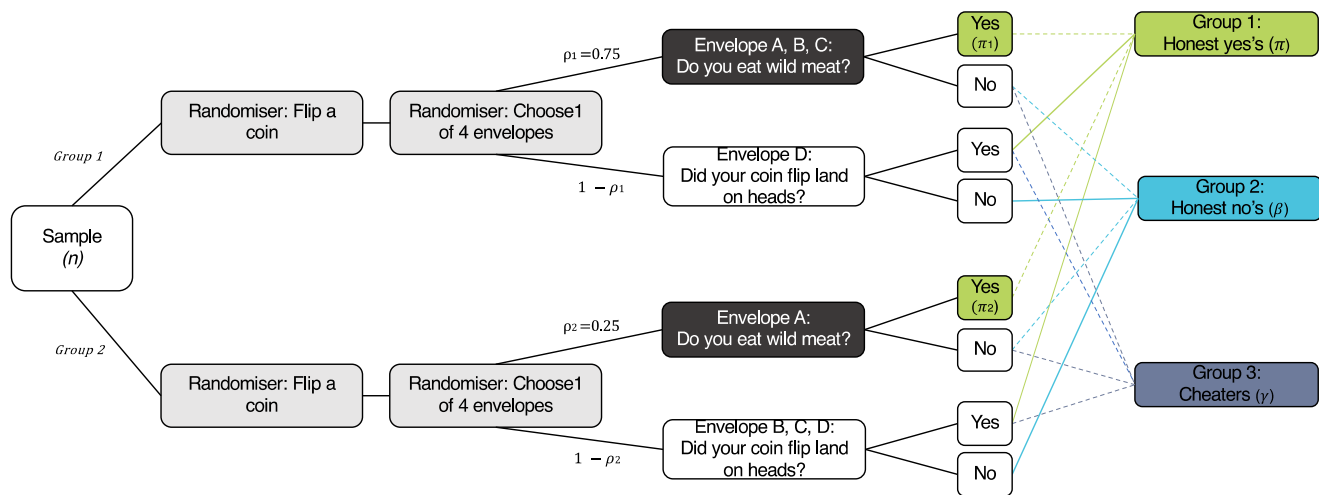 Yes
(π1)
Group 1:
Honest yes's (π)
Envelope A, B, C:
Do you eat wild meat?
ρ1=0.75
No
Randomiser: Flip a
coin
Randomiser: Choose1
of 4 envelopes
Group 1
Envelope D:
Did your coin flip land
on heads?
Yes
No
1 − ρ1
Group 2:
Honest no's (β)
Sample
(n)
Yes
(π2)
Envelope A:
Do you eat wild meat?
ρ2=0.25
No
Group 2
Randomiser: Flip a
coin
Randomiser: Choose1
of 4 envelopes
Group 3:
Cheaters (γ)
Envelope B, C, D:
Did your coin flip land
on heads?
Yes
No
1 − ρ2